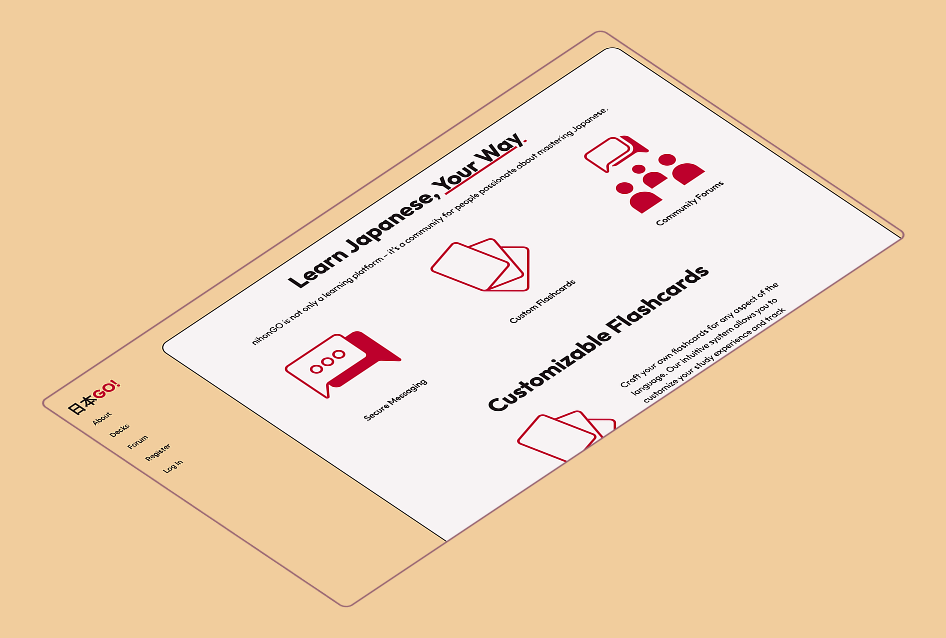 日本GO!
About
Decks
Forum
Register
Log In
Learn Japanese, Your Way.
nihonGO is not only a learning platform - it's a community for people passionate about mastering Japanese.
Secure Messaging
Custom Flashcards
Community Forums
Customizable Flashcards
Craft your own flashcards for any aspect of the
language. Our intuitive system allows you to
customize your study experience and track